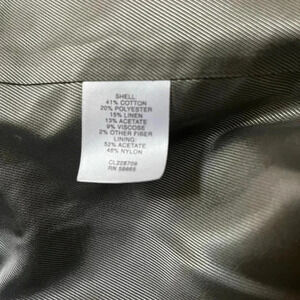 SHELL:
41% COTTON
20% POLYESTER
15% LINEN
13% ACETATE
9% VISCOSE
2% OTHER FIBER
LINING:
52% ACETATE
48% NYLON
CL228709
RN 58665